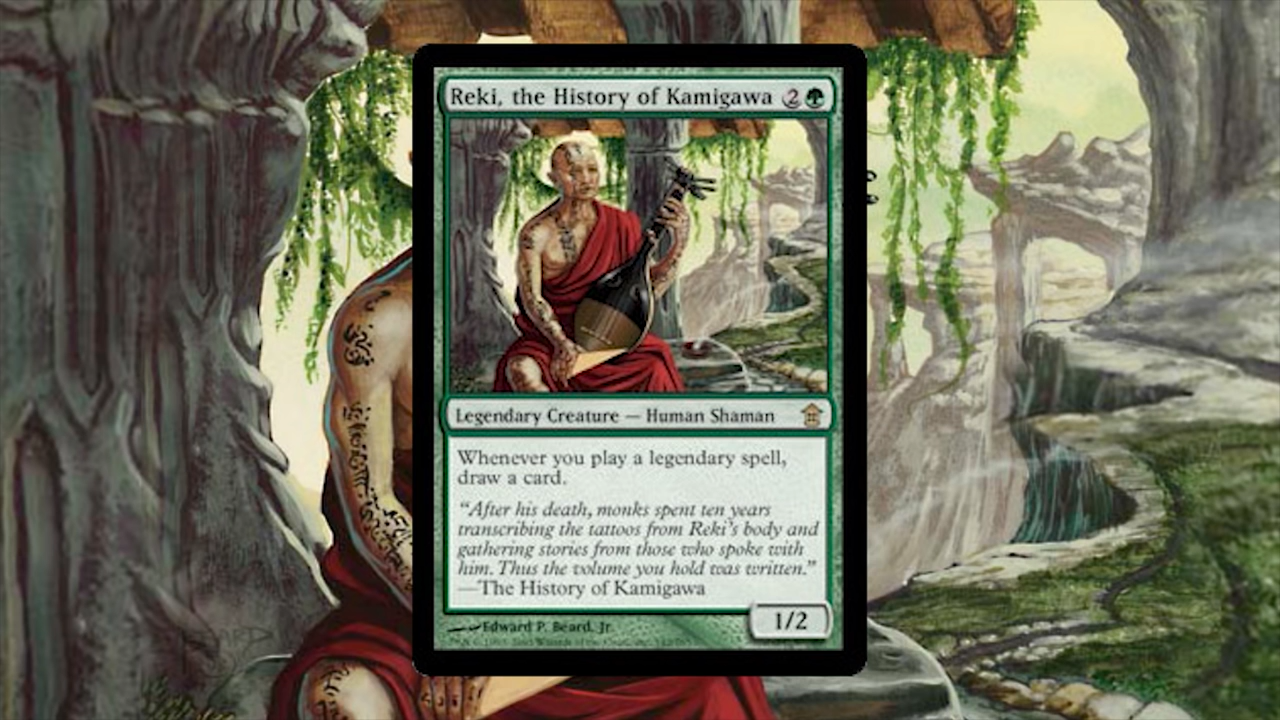 Reki, the History of Kamigawa 2
Legendary Creature — Human Shaman
Whenever you play a legendary spell,
draw a card.
“After his death, monks spent ten years
transcribing the tattoos from Reki’s body and
gathering stories from those who spoke with
him. Thus the volume you hold was written.”
—The History of Kamigawa
Edward P. Beard, Jr.
1/2